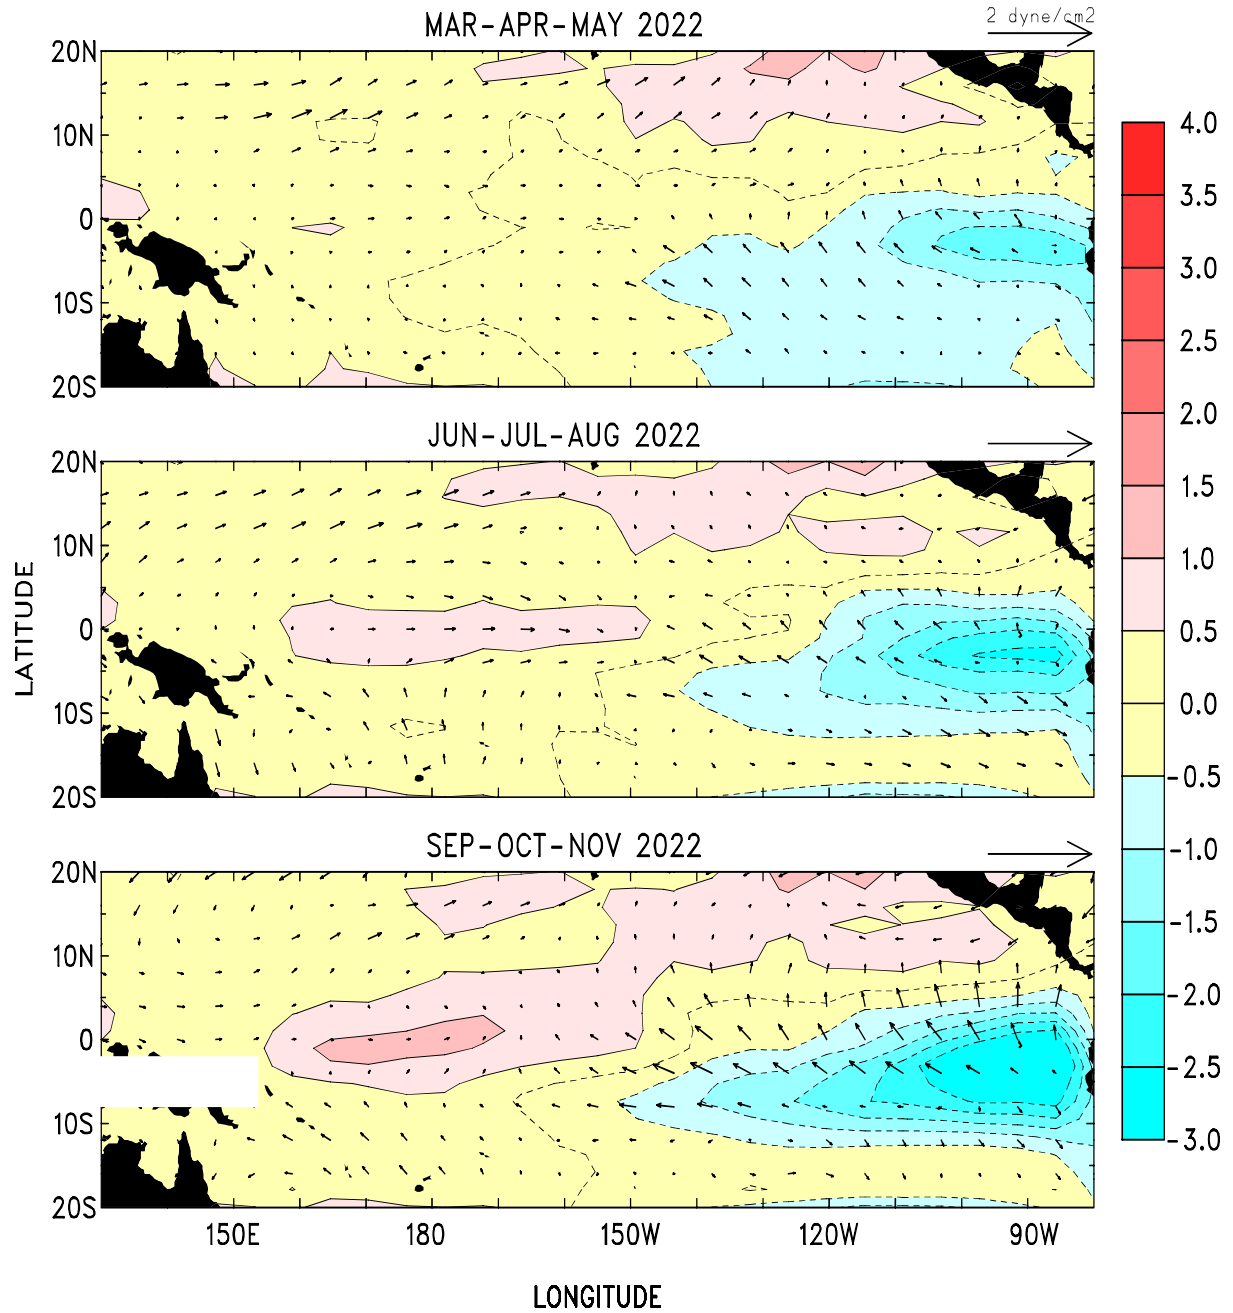 MAR-APR-MAY 2022
2 dyne/cm2
20N
10N
0
10S
20S
JUN-JUL-AUG 2022
20N
10N
0
10S
20S
LATITUDE
SEP-OCT-NOV 2022
20N
10N
0
10S
20S
150E 180 150W 120W 90W
LONGITUDE
4.0
3.5
3.0
2.5
2.0
1.5
1.0
0.5
0.0
-0.5
-1.0
-1.5
-2.0
-2.5
-3.0